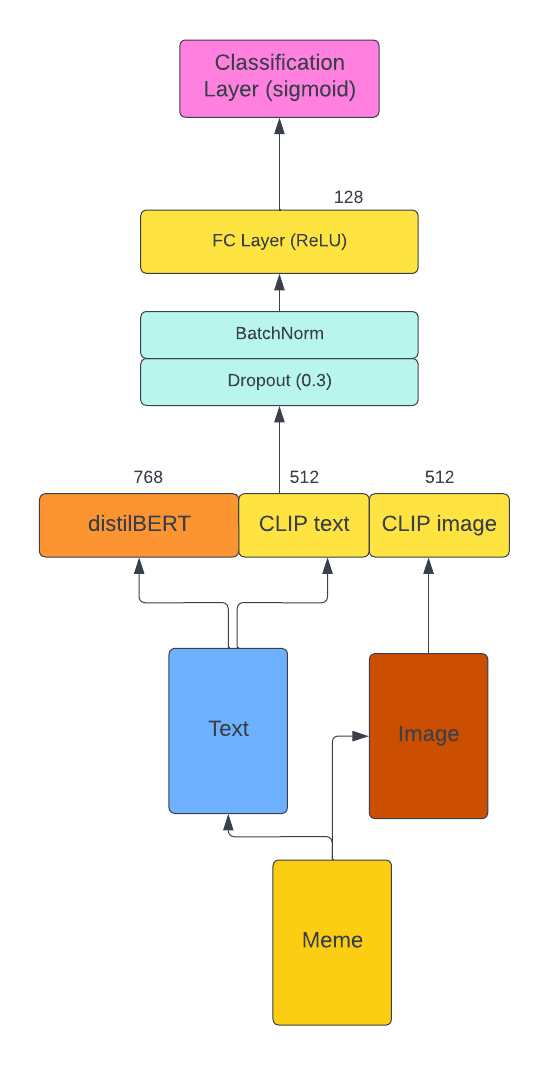 Classification
Layer (sigmoid)
128
FC Layer (ReLU)
BatchNorm
Dropout (0.3)
768 512 512
distilBERT CLIP text CLIP image
Text
Image
Meme